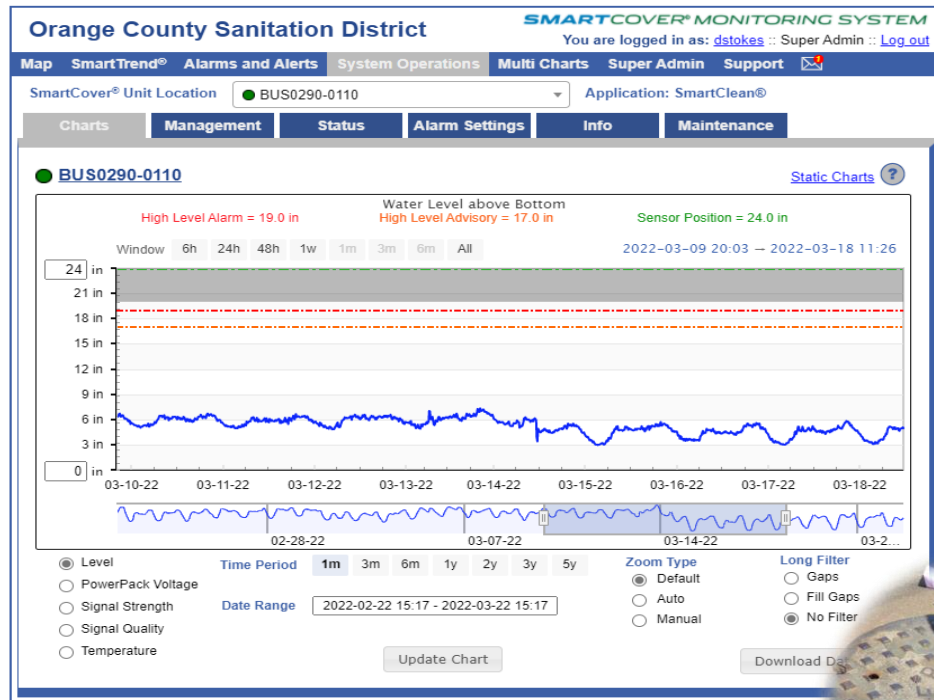 Orange County Sanitation District
SMARTCOVER® MONITORING SYSTEM
You are logged in as: dstokes :: Super Admin :: Log out
Map SmartTrend® Alarms and Alerts System Operations Multi Charts Super Admin Support
SmartCover® Unit Location BUS0290-0110 Application: SmartClean®
Charts Management Status Alarm Settings Info Maintenance
BUS0290-0110 Static Charts ?
Water Level above Bottom
High Level Alarm = 19.0 in High Level Advisory = 17.0 in Sensor Position = 24.0 in
Window 6h 24h 48h 1w 1m 3m 6m All 2022-03-09 20:03 → 2022-03-18 11:26
24 in
21 in
18 in
15 in
12 in
9 in
6 in
3 in
0 in
03-10-22 03-11-22 03-12-22 03-13-22 03-14-22 03-15-22 03-16-22 03-17-22 03-18-22
02-28-22 03-07-22 03-14-22 03-2...
Level
PowerPack Voltage
Signal Strength
Signal Quality
Temperature
Time Period 1m 3m 6m 1y 2y 3y 5y
Date Range 2022-02-22 15:17 - 2022-03-22 15:17
Update Chart
Zoom Type
Default
Auto
Manual
Long Filter
Gaps
Fill Gaps
No Filter
Download